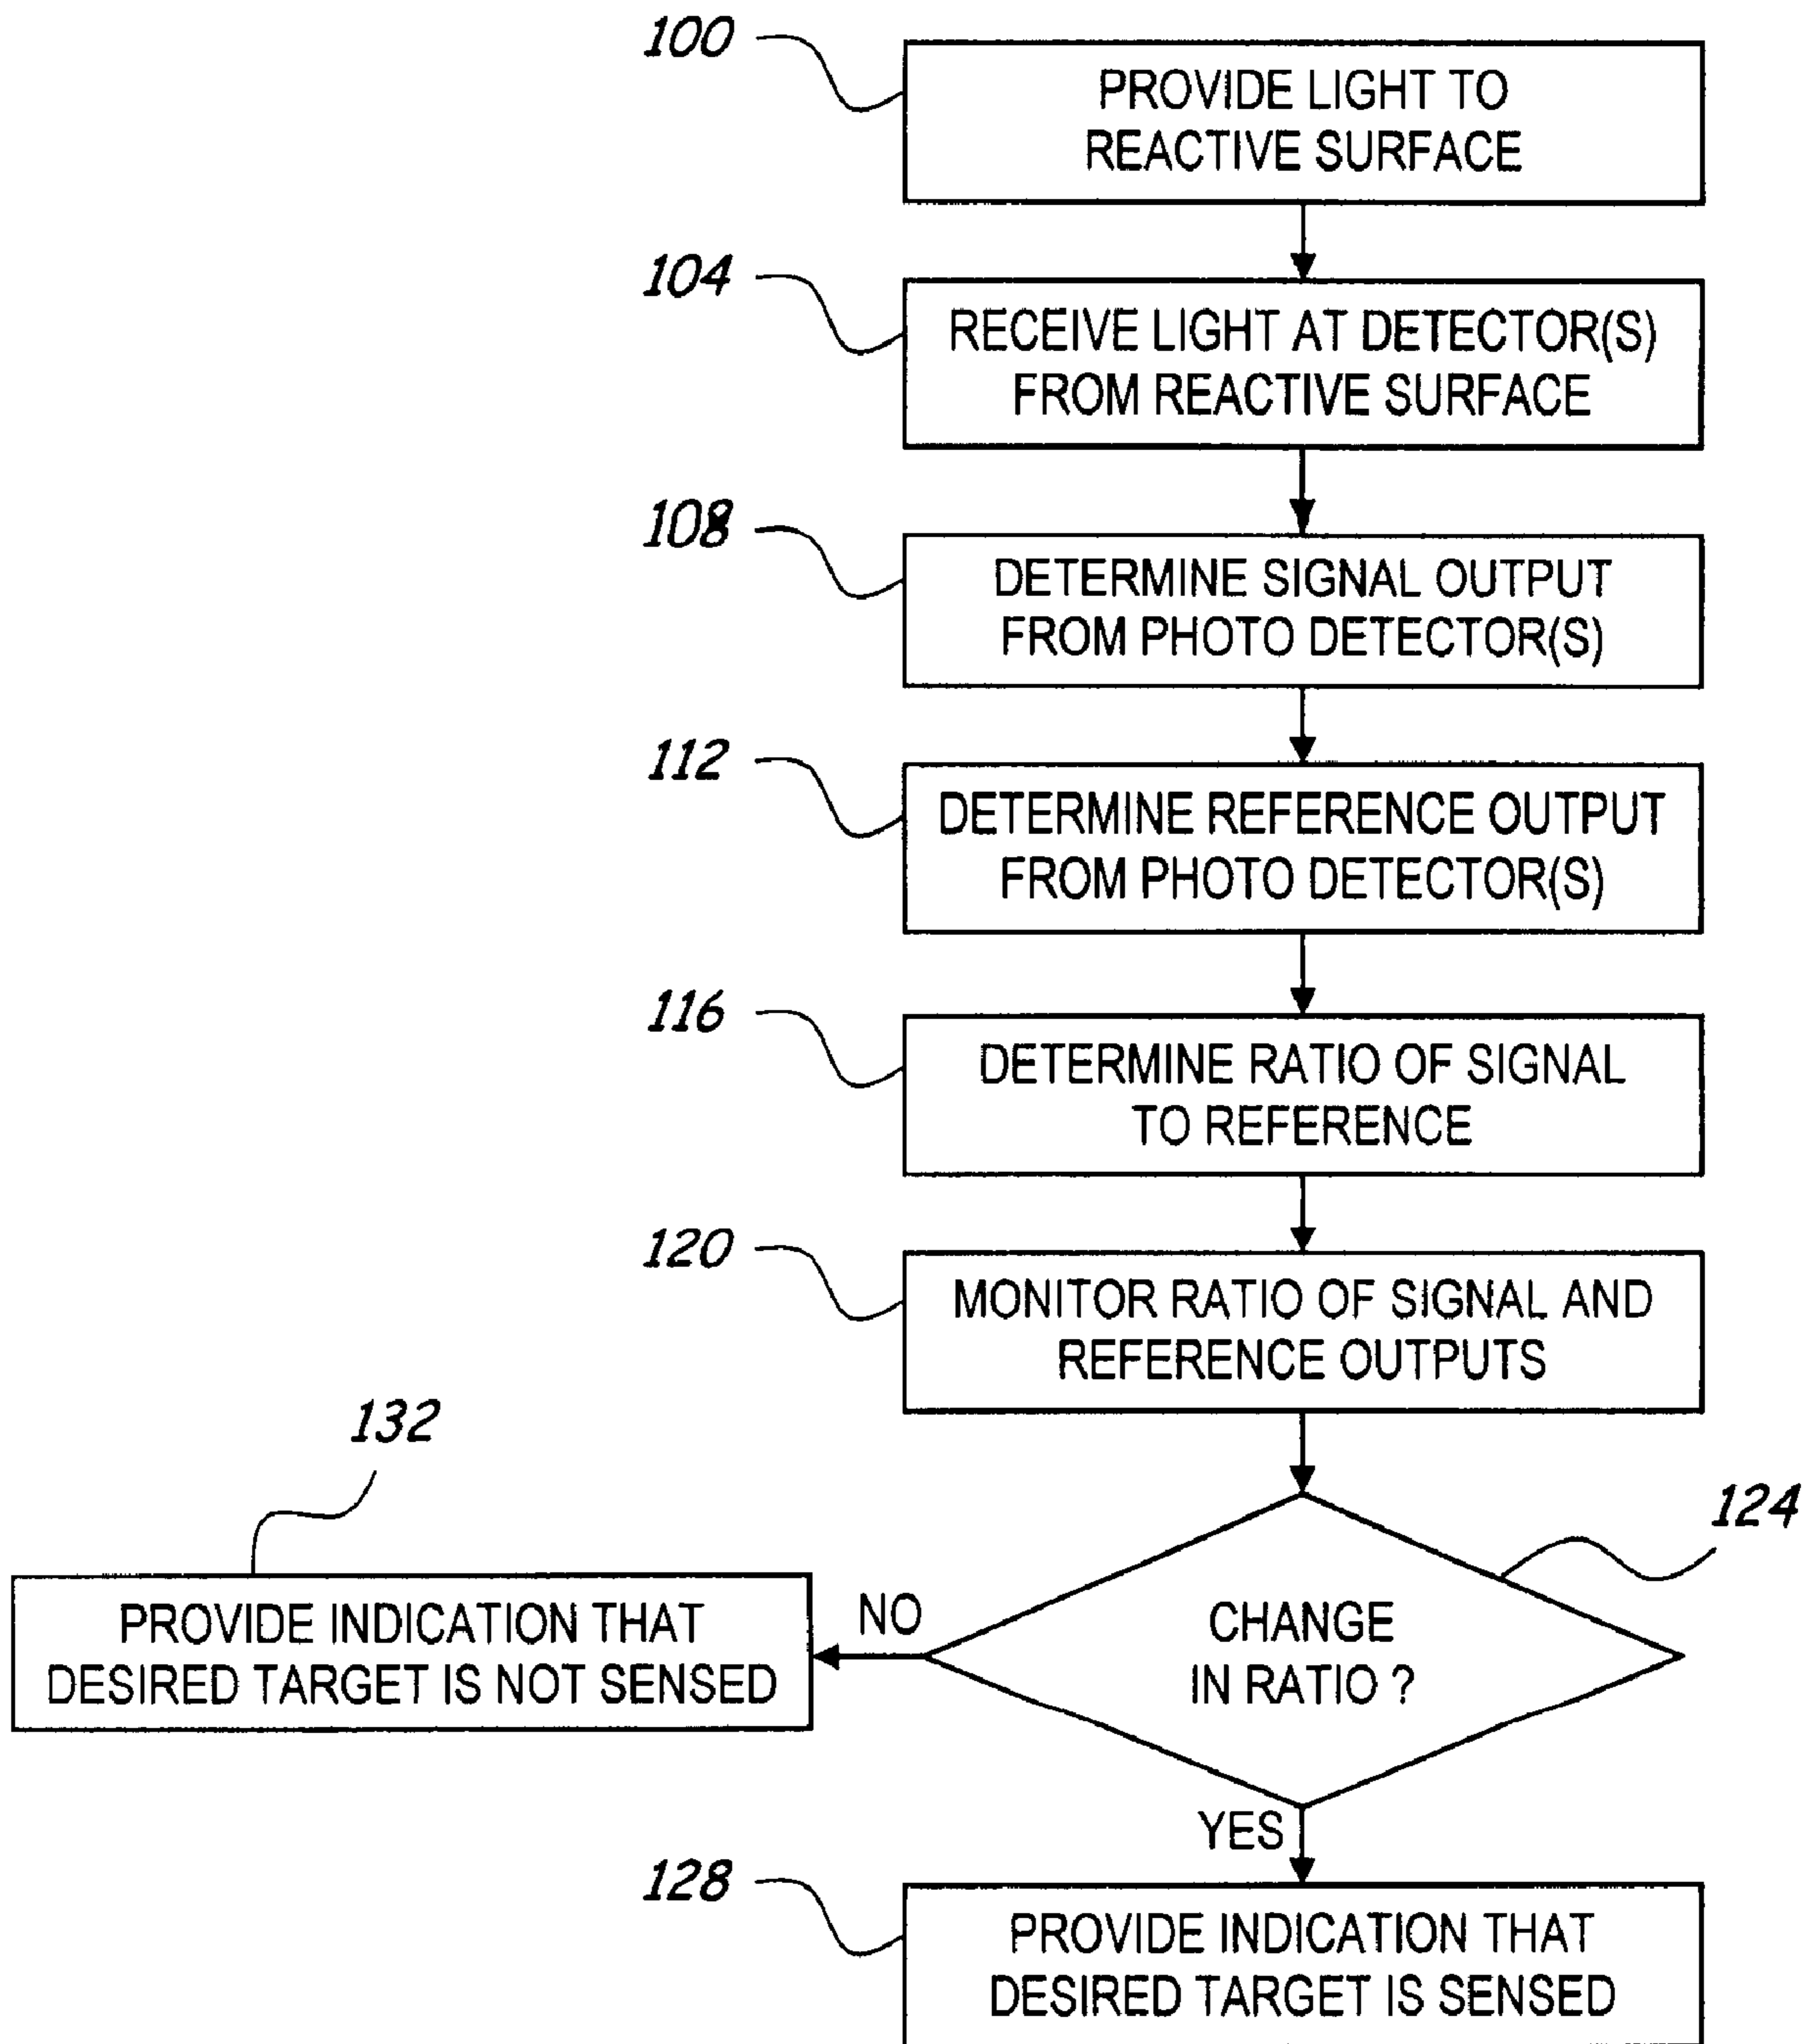 100
PROVIDE LIGHT TO
REACTIVE SURFACE
104
RECEIVE LIGHT AT DETECTOR(S)
FROM REACTIVE SURFACE
108
DETERMINE SIGNAL OUTPUT
FROM PHOTO DETECTOR(S)
112
DETERMINE REFERENCE OUTPUT
FROM PHOTO DETECTOR(S)
116
DETERMINE RATIO OF SIGNAL
TO REFERENCE
120
MONITOR RATIO OF SIGNAL AND
REFERENCE OUTPUTS
132
124
PROVIDE INDICATION THAT
DESIRED TARGET IS NOT SENSED
NO
CHANGE
IN RATIO ?
YES
128
PROVIDE INDICATION THAT
DESIRED TARGET IS SENSED